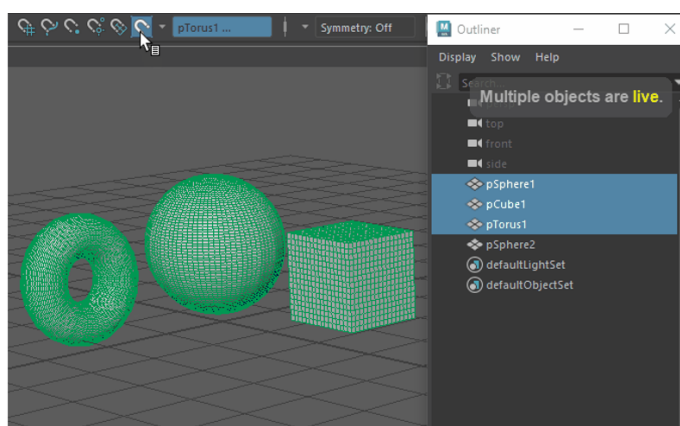 pTorus1 ...
Symmetry: Off
Outliner
Display Show Help
Search...
Multiple objects are live.
top
front
side
pSphere1
pCube1
pTorus1
pSphere2
defaultLightSet
defaultObjectSet